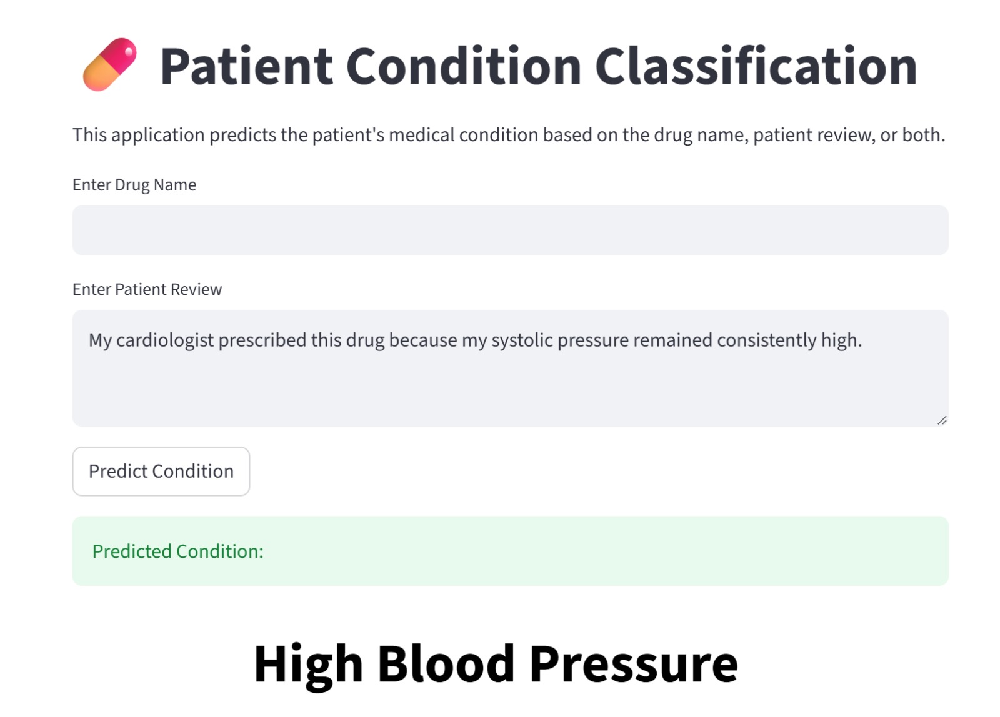 Patient Condition Classification
This application predicts the patient's medical condition based on the drug name, patient review, or both.
Enter Drug Name
Enter Patient Review
My cardiologist prescribed this drug because my systolic pressure remained consistently high.
Predict Condition
Predicted Condition:
High Blood Pressure